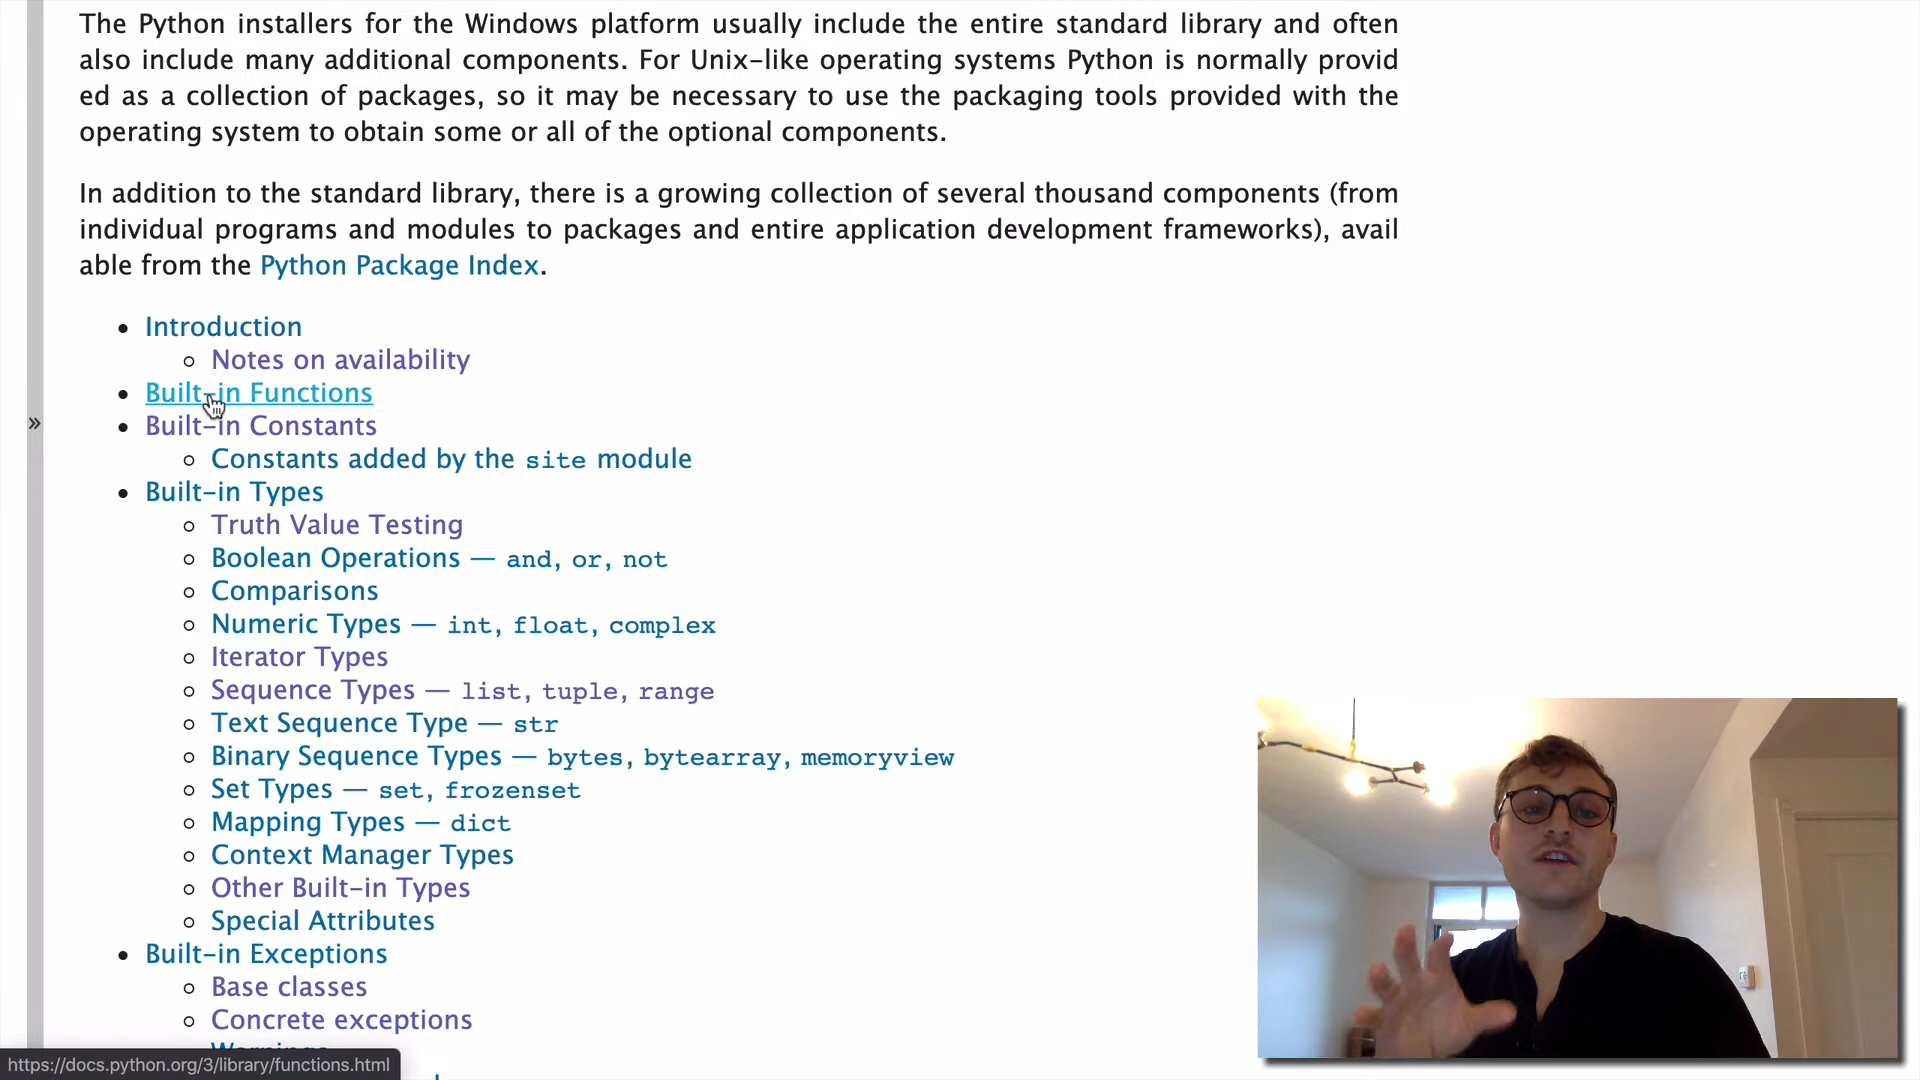 The Python installers for the Windows platform usually include the entire standard library and often
also include many additional components. For Unix-like operating systems Python is normally provid
ed as a collection of packages, so it may be necessary to use the packaging tools provided with the
operating system to obtain some or all of the optional components.
In addition to the standard library, there is a growing collection of several thousand components (from
individual programs and modules to packages and entire application development frameworks), avail
able from the Python Package Index.
Introduction
Notes on availability
Built-in Functions
»
Built-in Constants
Constants added by the site module
Built-in Types
Truth Value Testing
Boolean Operations — and, or, not
Comparisons
Numeric Types — int, float, complex
Iterator Types
Sequence Types — list, tuple, range
Text Sequence Type — str
Binary Sequence Types — bytes, bytearray, memoryview
Set Types — set, frozenset
Mapping Types — dict
Context Manager Types
Other Built-in Types
Special Attributes
Built-in Exceptions
Base classes
Concrete exceptions
Warnings
https://docs.python.org/3/library/functions.html